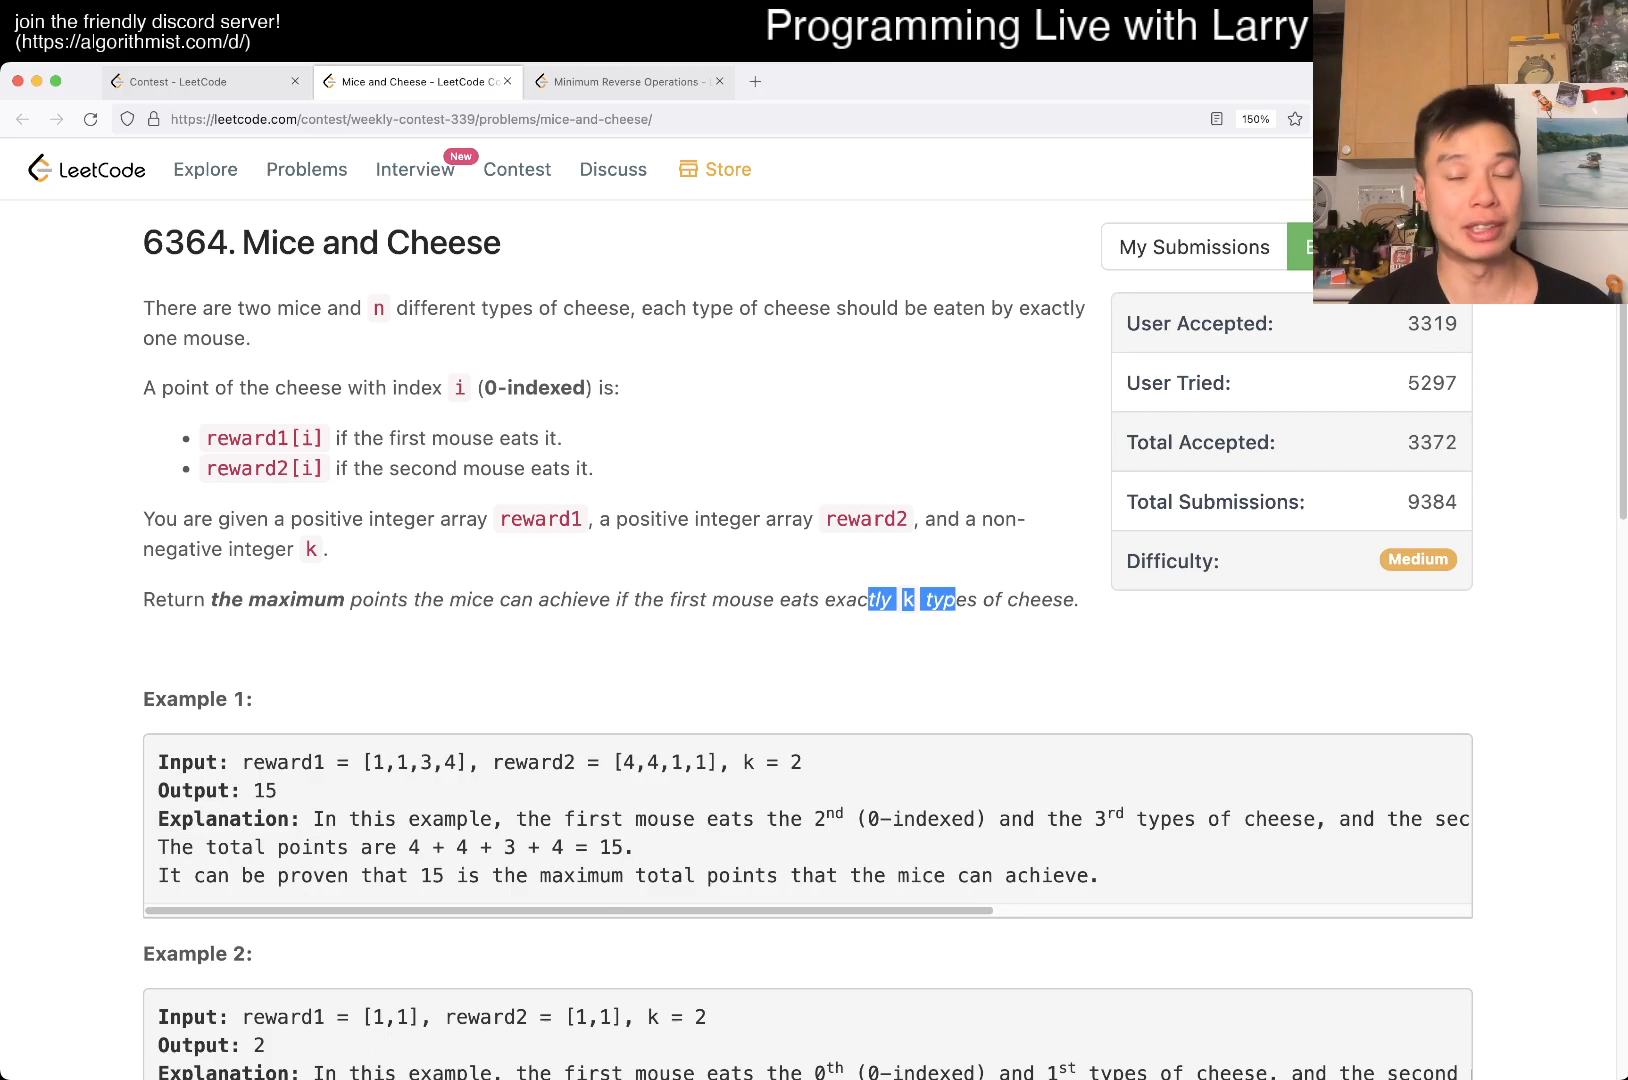 join the friendly discord server!
(https://algorithmist.com/d/)
Programming Live with Larry
Contest - LeetCode
Mice and Cheese - LeetCode Co
Minimum Reverse Operations -
https://leetcode.com/contest/weekly-contest-339/problems/mice-and-cheese/
150%
LeetCode
Explore
Problems
Interview
New
Contest
Discuss
Store
6364. Mice and Cheese
My Submissions
There are two mice and n different types of cheese, each type of cheese should be eaten by exactly
one mouse.
A point of the cheese with index i (0-indexed) is:
• reward1[i] if the first mouse eats it.
• reward2[i] if the second mouse eats it.
You are given a positive integer array reward1, a positive integer array reward2, and a non-
negative integer k.
Return the maximum points the mice can achieve if the first mouse eats exactly k types of cheese.
User Accepted: 3319
User Tried: 5297
Total Accepted: 3372
Total Submissions: 9384
Difficulty: Medium
Example 1:
Input: reward1 = [1,1,3,4], reward2 = [4,4,1,1], k = 2
Output: 15
Explanation: In this example, the first mouse eats the 2nd (0-indexed) and the 3rd types of cheese, and the sec
The total points are 4 + 4 + 3 + 4 = 15.
It can be proven that 15 is the maximum total points that the mice can achieve.
Example 2:
Input: reward1 = [1,1], reward2 = [1,1], k = 2
Output: 2
Explanation: In this example, the first mouse eats the 0th (0-indexed) and 1st types of cheese, and the second